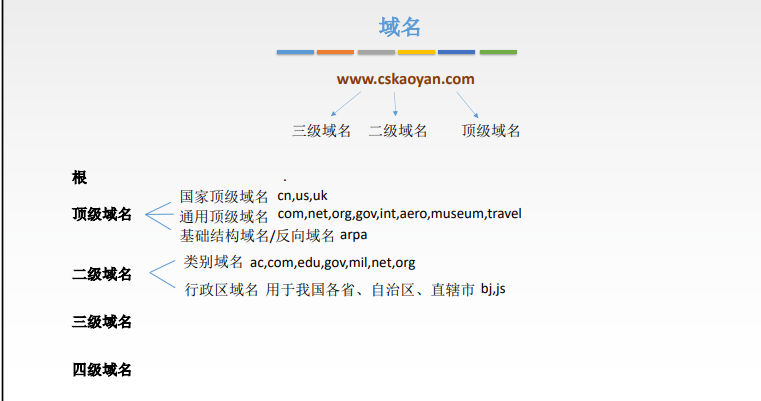 域名
www.cskaoyan.com
三级域名 二级域名 顶级域名
根 .
国家顶级域名 cn,us,uk
顶级域名 通用顶级域名 com,net,org,gov,int,aero,museum,travel
基础结构域名/反向域名 arpa
类别域名 ac,com,edu,gov,mil,net,org
二级域名
行政区域名 用于我国各省、自治区、直辖市 bj,js
三级域名
四级域名